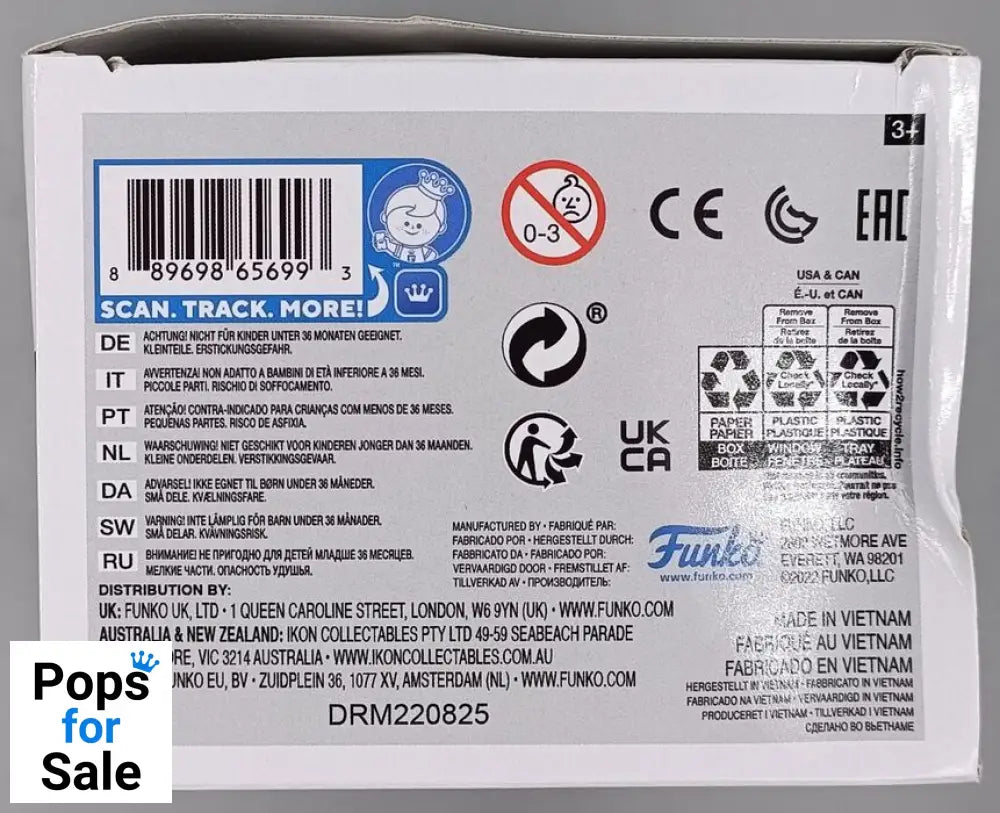 3+
8 89698 65699 3
SCAN. TRACK. MORE!
™
0-3
CE
EAC
®
UK
CA
USA & CAN
É.-U. et CAN
Remove From Box
Retirez de la boîte
Remove From Box
Retirez de la boîte
Check Locally*
Check Locally*
PAPER PAPIER
PLASTIC PLASTIQUE
PLASTIC PLASTIQUE
BOX BOITE
WINDOW FENÊTRE
TRAY PLATEAU
how2recycle.info
communities.
votre région.
DE ACHTUNG! NICHT FÜR KINDER UNTER 36 MONATEN GEEIGNET.
KLEINTEILE. ERSTICKUNGSGEFAHR.
IT AVVERTENZA! NON ADATTO A BAMBINI DI ETÀ INFERIORE A 36 MESI.
PICCOLE PARTI. RISCHIO DI SOFFOCAMENTO.
PT ATENÇÃO! CONTRA-INDICADO PARA CRIANÇAS COM MENOS DE 36 MESES.
PEQUENAS PARTES. RISCO DE ASFIXIA.
NL WAARSCHUWING! NIET GESCHIKT VOOR KINDEREN JONGER DAN 36 MAANDEN.
KLEINE ONDERDELEN. VERSTIKKINGSGEVAAR.
DA ADVARSEL! IKKE EGNET TIL BØRN UNDER 36 MÅNEDER.
SMÅ DELE. KVÆLNINGSFARE.
SW VARNING! INTE LÄMPLIG FÖR BARN UNDER 36 MÅNADER.
SMÅ DELAR. KVÄVNINGSRISK.
RU ВНИМАНИЕ! НЕ ПРИГОДНО ДЛЯ ДЕТЕЙ МЛАДШЕ 36 МЕСЯЦЕВ.
МЕЛКИЕ ЧАСТИ. ОПАСНОСТЬ УДУШЬЯ.
MANUFACTURED BY • FABRIQUÉ PAR:
FABRICADO POR • HERGESTELLT DURCH:
FABBRICATO DA • FABRICADO POR:
VERVAARDIGD DOOR • FREMSTILLET AF:
TILLVERKAD AV • ПРОИЗВОДИТЕЛЬ:
Funko
www.funko.com
FUNKO, LLC
2802 WETMORE AVE
EVERETT, WA 98201
©2022 FUNKO,LLC
DISTRIBUTION BY:
UK: FUNKO UK, LTD • 1 QUEEN CAROLINE STREET, LONDON, W6 9YN (UK) • WWW.FUNKO.COM
AUSTRALIA & NEW ZEALAND: IKON COLLECTABLES PTY LTD 49-59 SEABEACH PARADE
RE, VIC 3214 AUSTRALIA • WWW.IKONCOLLECTABLES.COM.AU
UNKO EU, BV • ZUIDPLEIN 36, 1077 XV, AMSTERDAM (NL) • WWW.FUNKO.COM
DRM220825
MADE IN VIETNAM
FABRIQUÉ AU VIETNAM
FABRICADO EN VIETNAM
HERGESTELLT IN VIETNAM • FABBRICATO IN VIETNAM
FABRICADO NA VIETNAM • VERVAARDIGD IN VIETNAM
PRODUCERET I VIETNAM • TILLVERKAD I VIETNAM
СДЕЛАНО ВО ВЬЕТНАМЕ
Pops
for
Sale